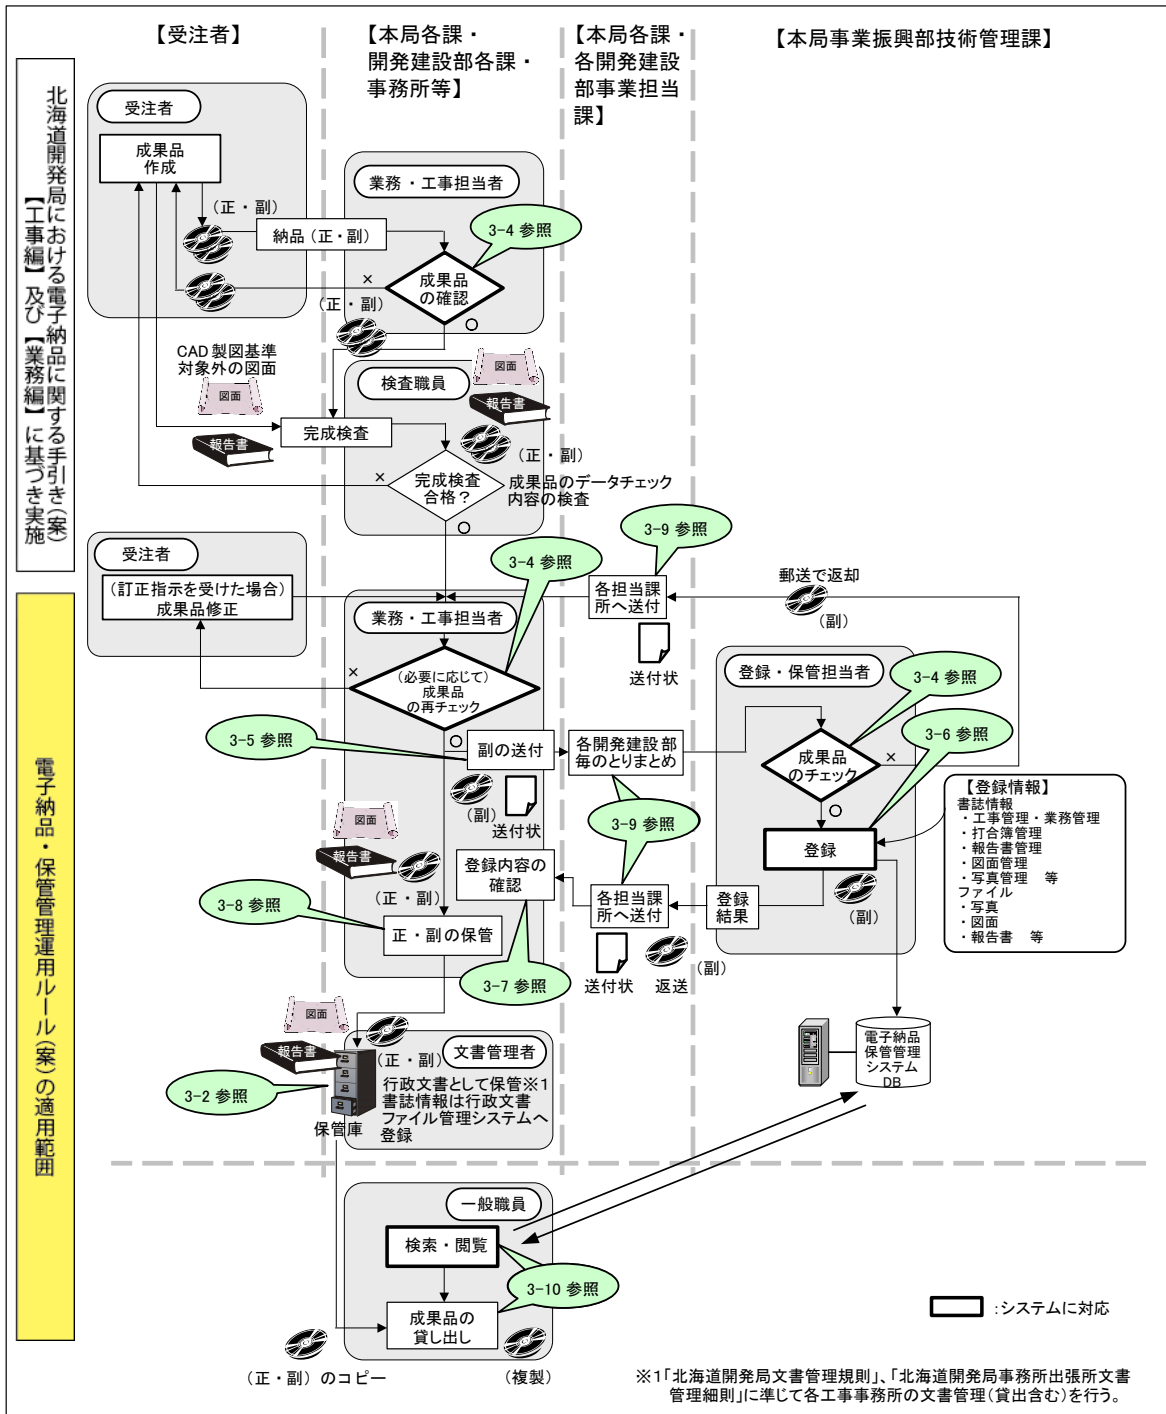 【受注者】
【本局各課・
開発建設部各課・
事務所等】
【本局各課・
各開発建設
部事業担当
課】
【本局事業振興部技術管理課】
北海道開発局における電子納品に関する手引き(案)
【工事編】及び【業務編】に基づき実施
受注者
成果品
作成
(正・副)
納品(正・副)
業務・工事担当者
3-4 参照
成果品
の確認
×
○
(正・副)
CAD製図基準
対象外の図面
図面
報告書
検査職員
図面
報告書
完成検査
(正・副)
完成検査
合格?
×
成果品のデータチェック
内容の検査
○
電子納品・保管管理運用ルール(案)の適用範囲
受注者
(訂正指示を受けた場合)
成果品修正
3-4 参照
業務・工事担当者
×
(必要に応じて)
成果品
の再チェック
○
3-9 参照
各担当課
所へ送付
送付状
郵送で返却
(副)
登録・保管担当者
3-4 参照
3-6 参照
成果品
のチェック
×
○
3-5 参照
副の送付
(副)
送付状
各開発建設部
毎のとりまとめ
3-9 参照
登録
(副)
【登録情報】
書誌情報
・工事管理・業務管理
・打合簿管理
・報告書管理
・図面管理
・写真管理 等
ファイル
・写真
・図面
・報告書 等
図面
報告書
(正・副)
登録内容の
確認
各担当課
所へ送付
登録
結果
3-8 参照
正・副の保管
3-7 参照
送付状
返送
(副)
図面
報告書
(正・副)
文書管理者
3-2 参照
保管庫
行政文書として保管※1
書誌情報は行政文書
ファイル管理システムへ
登録
電子納品
保管管理
システム
DB
一般職員
検索・閲覧
3-10 参照
成果品の
貸し出し
(正・副)のコピー
(複製)
:システムに対応
※1「北海道開発局文書管理規則」、「北海道開発局事務所出張所文書
管理細則」に準じて各工事事務所の文書管理(貸出含む)を行う。